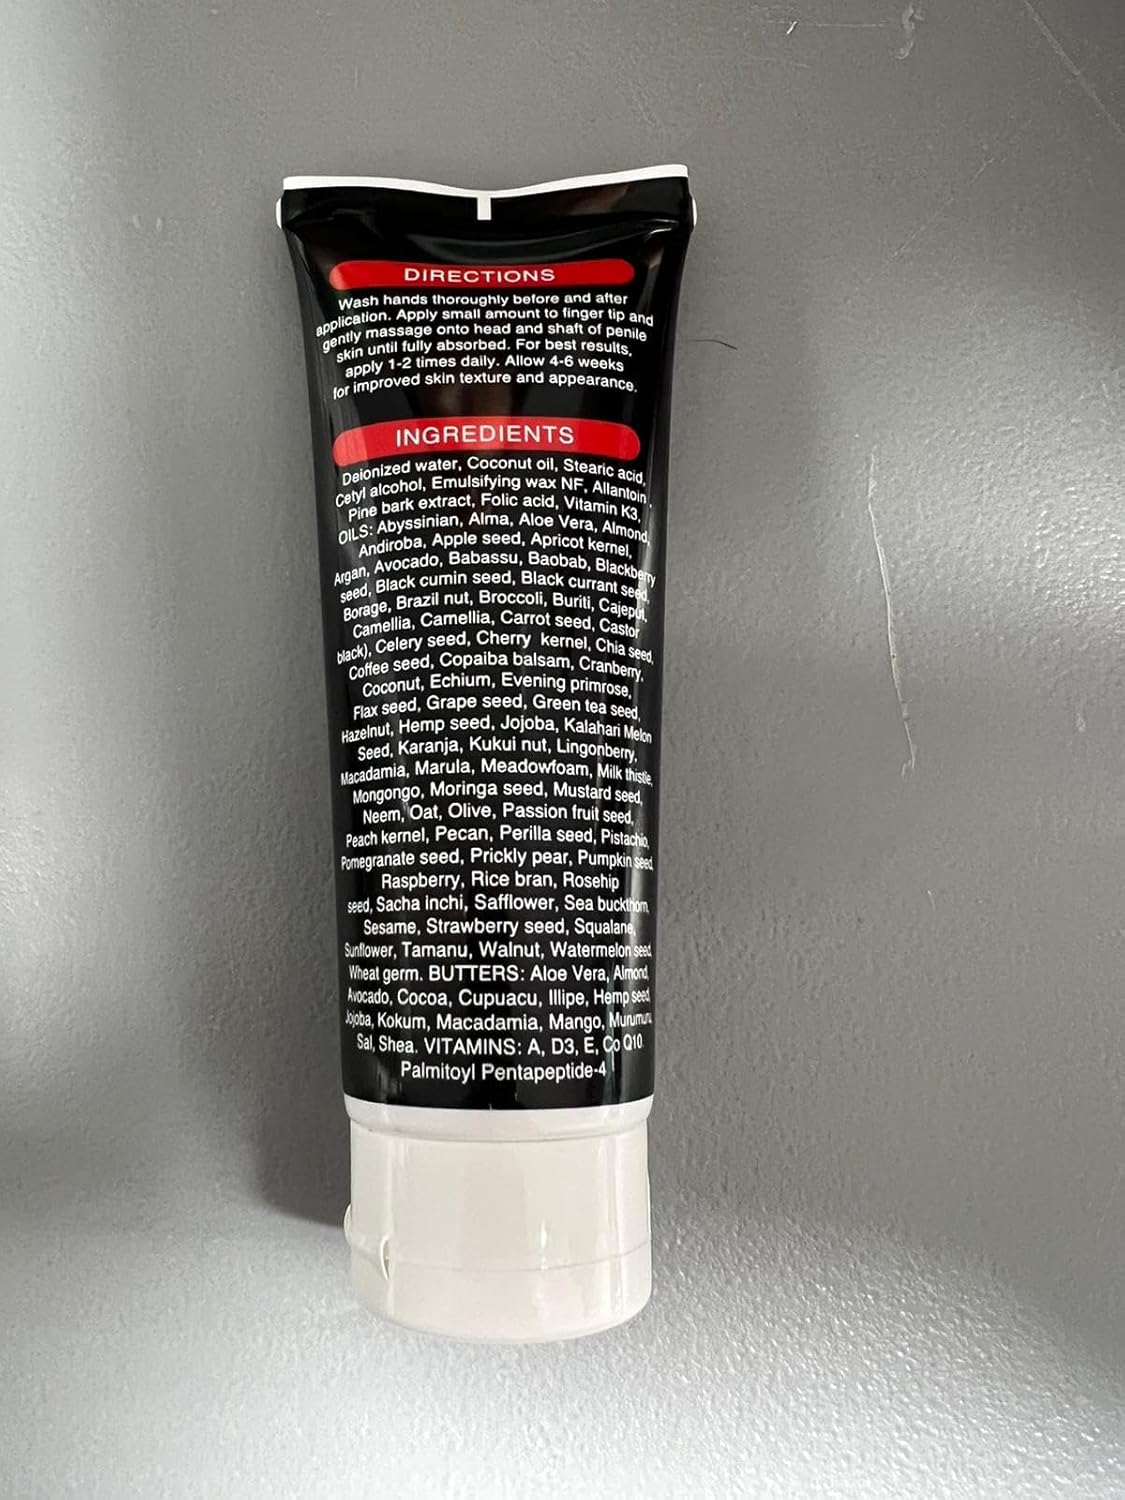 DIRECTIONS
Wash hands thoroughly before and after
application. Apply small amount to finger tip and
gently massage onto head and shaft of penile
skin until fully absorbed. For best results,
apply 1-2 times daily. Allow 4-6 weeks
for improved skin texture and appearance.
INGREDIENTS
Deionized water, Coconut oil, Stearic acid,
Cetyl alcohol, Emulsifying wax NF, Allantoin,
Pine bark extract, Folic acid, Vitamin K3,
OILS: Abyssinian, Alma, Aloe Vera, Almond,
Andiroba, Apple seed, Apricot kernel,
Argan, Avocado, Babassu, Baobab, Blackberry
seed, Black cumin seed, Black currant seed,
Borage, Brazil nut, Broccoli, Buriti, Cajeput,
Camellia, Camellia, Carrot seed, Castor
black), Celery seed, Cherry kernel, Chia seed,
Coffee seed, Copaiba balsam, Cranberry,
Coconut, Echium, Evening primrose,
Flax seed, Grape seed, Green tea seed,
Hazelnut, Hemp seed, Jojoba, Kalahari Melon
Seed, Karanja, Kukui nut, Lingonberry,
Macadamia, Marula, Meadowfoam, Milk thistle,
Mongongo, Moringa seed, Mustard seed,
Neem, Oat, Olive, Passion fruit seed,
Peach kernel, Pecan, Perilla seed, Pistachio,
Pomegranate seed, Prickly pear, Pumpkin seed,
Raspberry, Rice bran, Rosehip
seed, Sacha inchi, Safflower, Sea buckthorn,
Sesame, Strawberry seed, Squalane,
Sunflower, Tamanu, Walnut, Watermelon seed,
Wheat germ. BUTTERS: Aloe Vera, Almond,
Avocado, Cocoa, Cupuacu, Illipe, Hemp seed,
Jojoba, Kokum, Macadamia, Mango, Murumuru,
Sal, Shea. VITAMINS: A, D3, E, Co Q10
Palmitoyl Pentapeptide-4